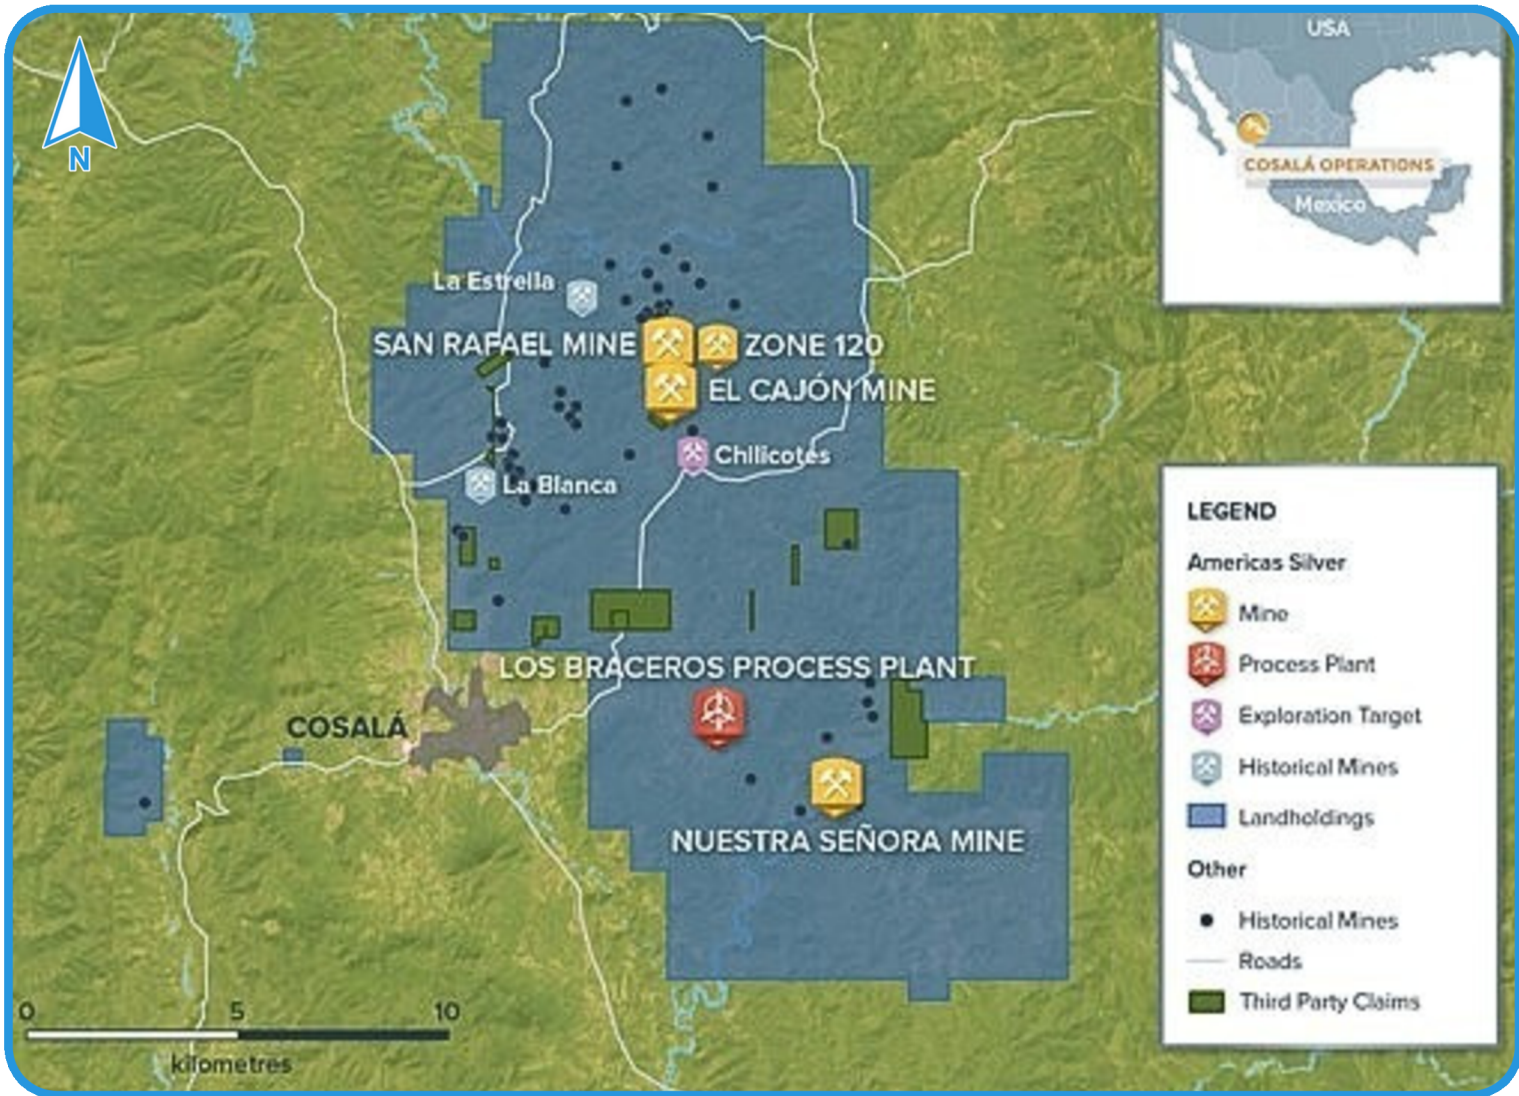 N
USA
COSALÁ OPERATIONS
Mexico
La Estrella
SAN RAFAEL MINE
ZONE 120
EL CAJÓN MINE
Chilicotes
La Blanca
LOS BRACEROS PROCESS PLANT
COSALÁ
NUESTRA SEÑORA MINE
0 5 10
kilometres
LEGEND
Americas Silver
Mine
Process Plant
Exploration Target
Historical Mines
Landholdings
Other
Historical Mines
Roads
Third Party Claims